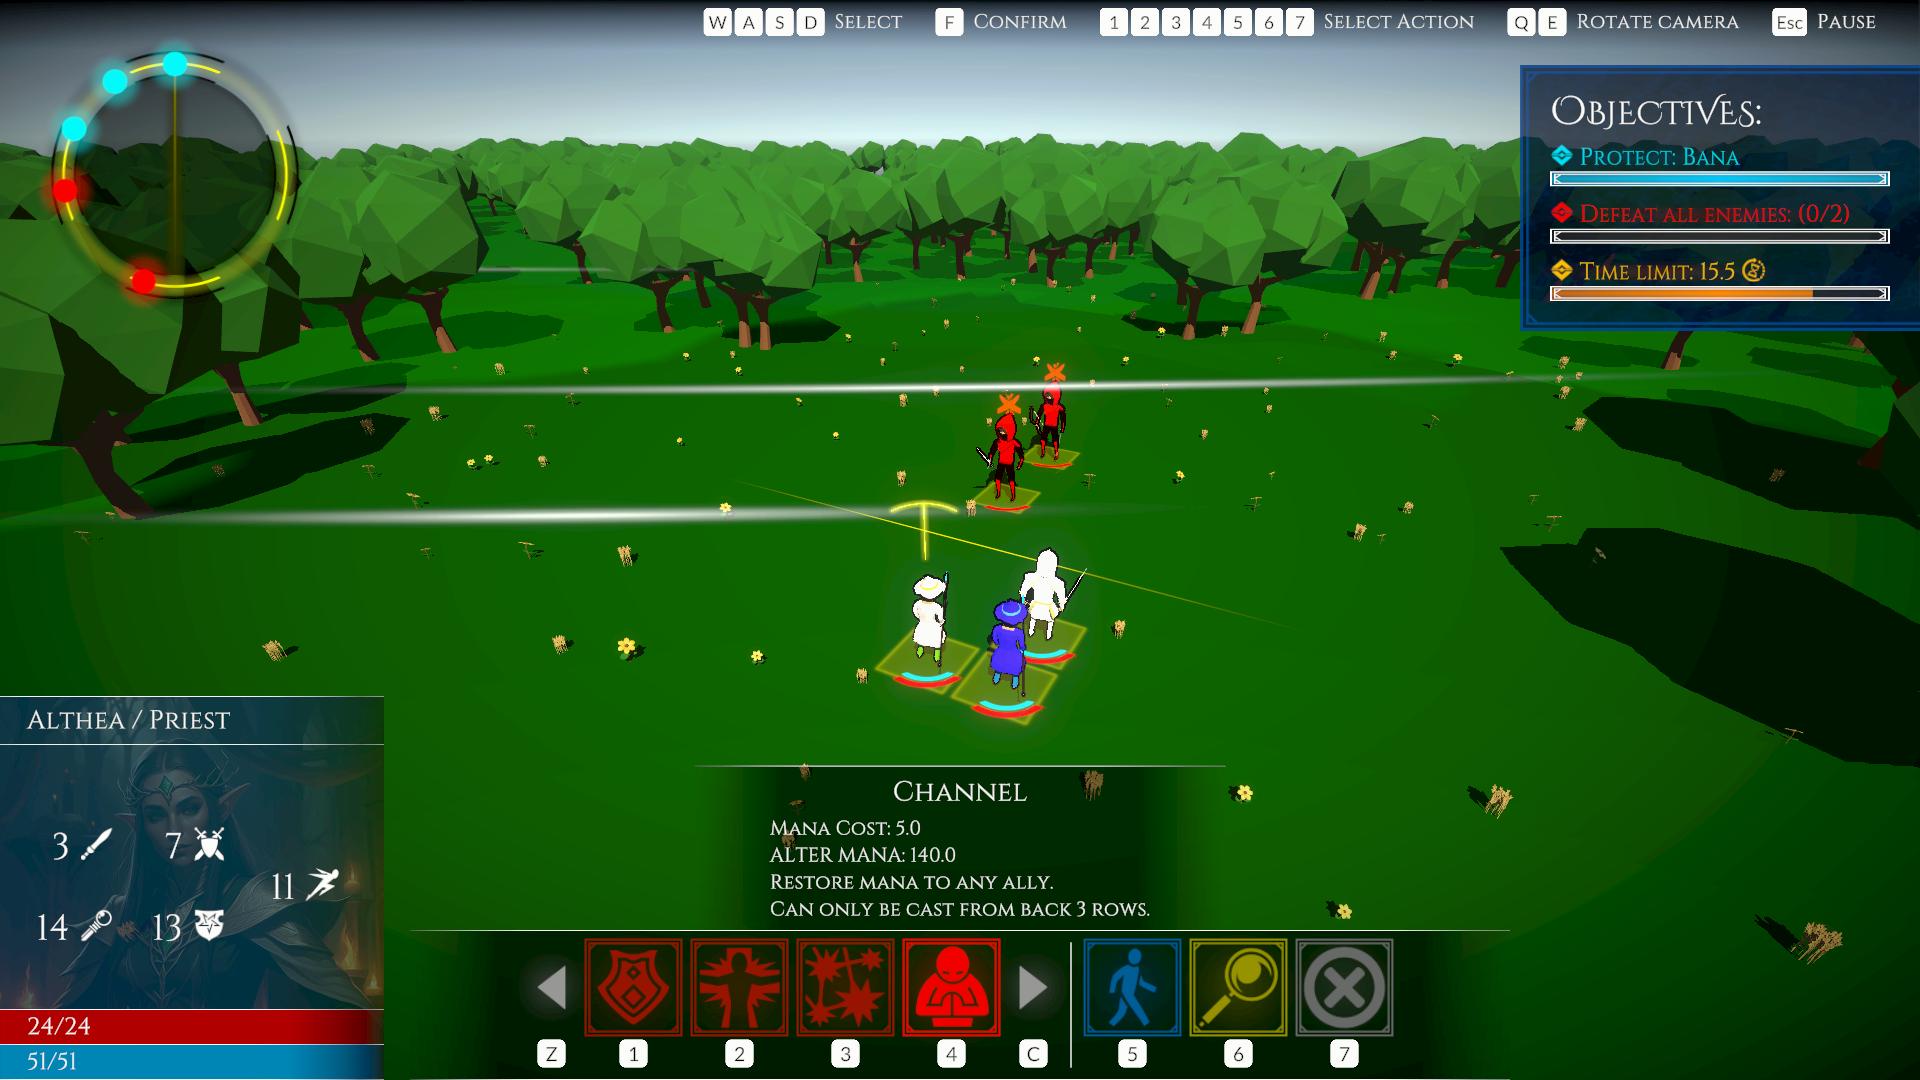 W A S D Select F Confirm 1 2 3 4 5 6 7 Select Action Q E Rotate camera Esc Pause
Objectives:
Protect: Bana
Defeat all enemies: (0/2)
Time limit: 15.5
Althea / Priest
3 7
11
14 13
24/24
51/51
Channel
Mana Cost: 5.0
Alter Mana: 140.0
Restore mana to any ally.
Can only be cast from back 3 rows.
Z 1 2 3 4 C 5 6 7